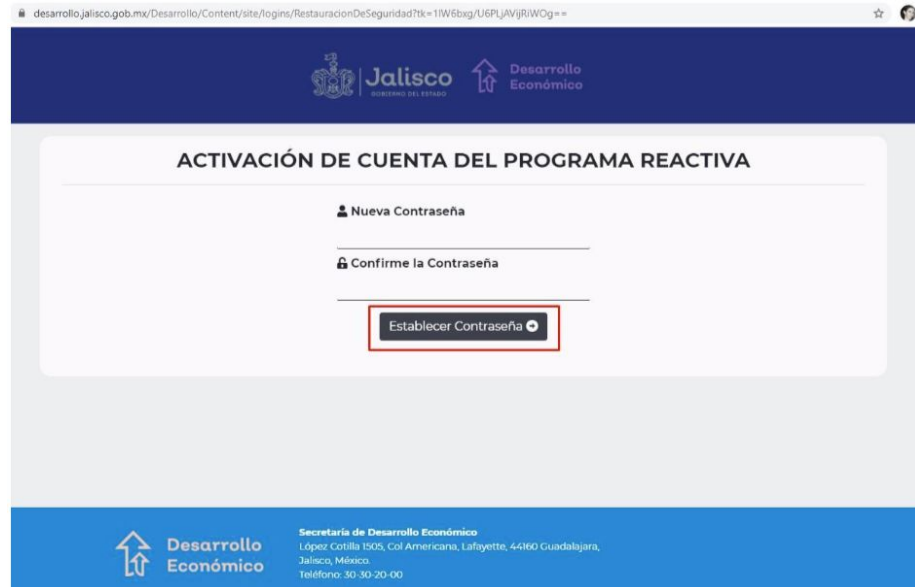 desarrollo.jalisco.gob.mx/Desarrollo/Content/site/logins/RestauracionDeSeguridad?tk=1IW6bxg/U6PLjAVijRiWOg==
Jalisco
GOBIERNO DEL ESTADO
Desarrollo
Económico
ACTIVACIÓN DE CUENTA DEL PROGRAMA REACTIVA
Nueva Contraseña
Confirme la Contraseña
Establecer Contraseña
Desarrollo
Económico
Secretaría de Desarrollo Económico
López Cotilla 1505, Col Americana, Lafayette, 44160 Guadalajara,
Jalisco, México.
Teléfono: 30-30-20-00